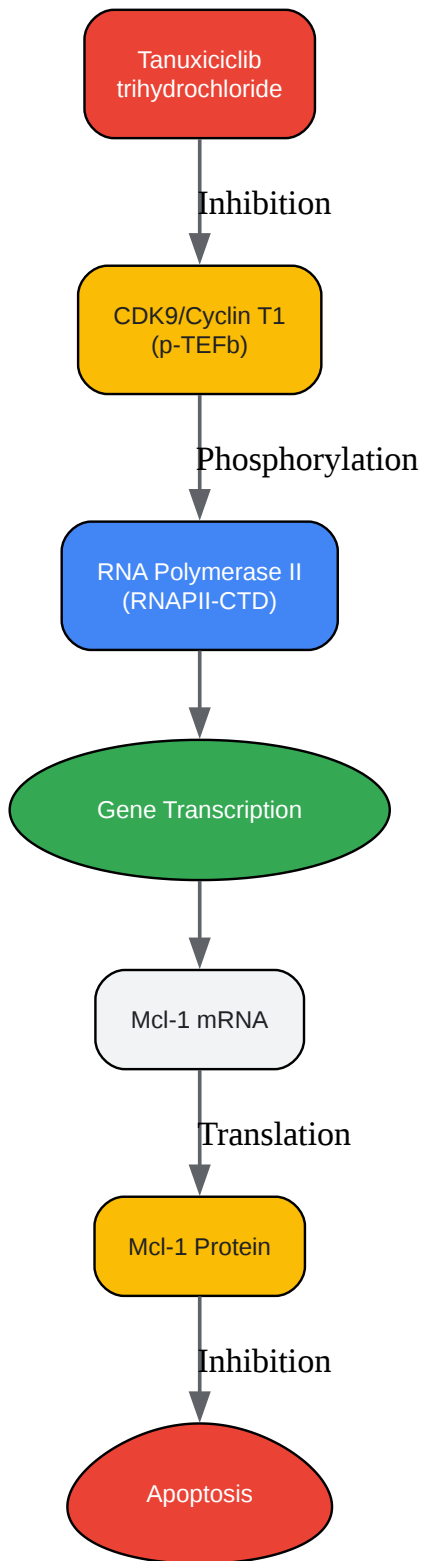 Tanuxiciclib
trihydrochloride
Inhibition
CDK9/Cyclin T1
(p-TEFb)
Phosphorylation
RNA Polymerase II
(RNAPII-CTD)
Gene Transcription
Mcl-1 mRNA
Translation
Mcl-1 Protein
Inhibition
Apoptosis